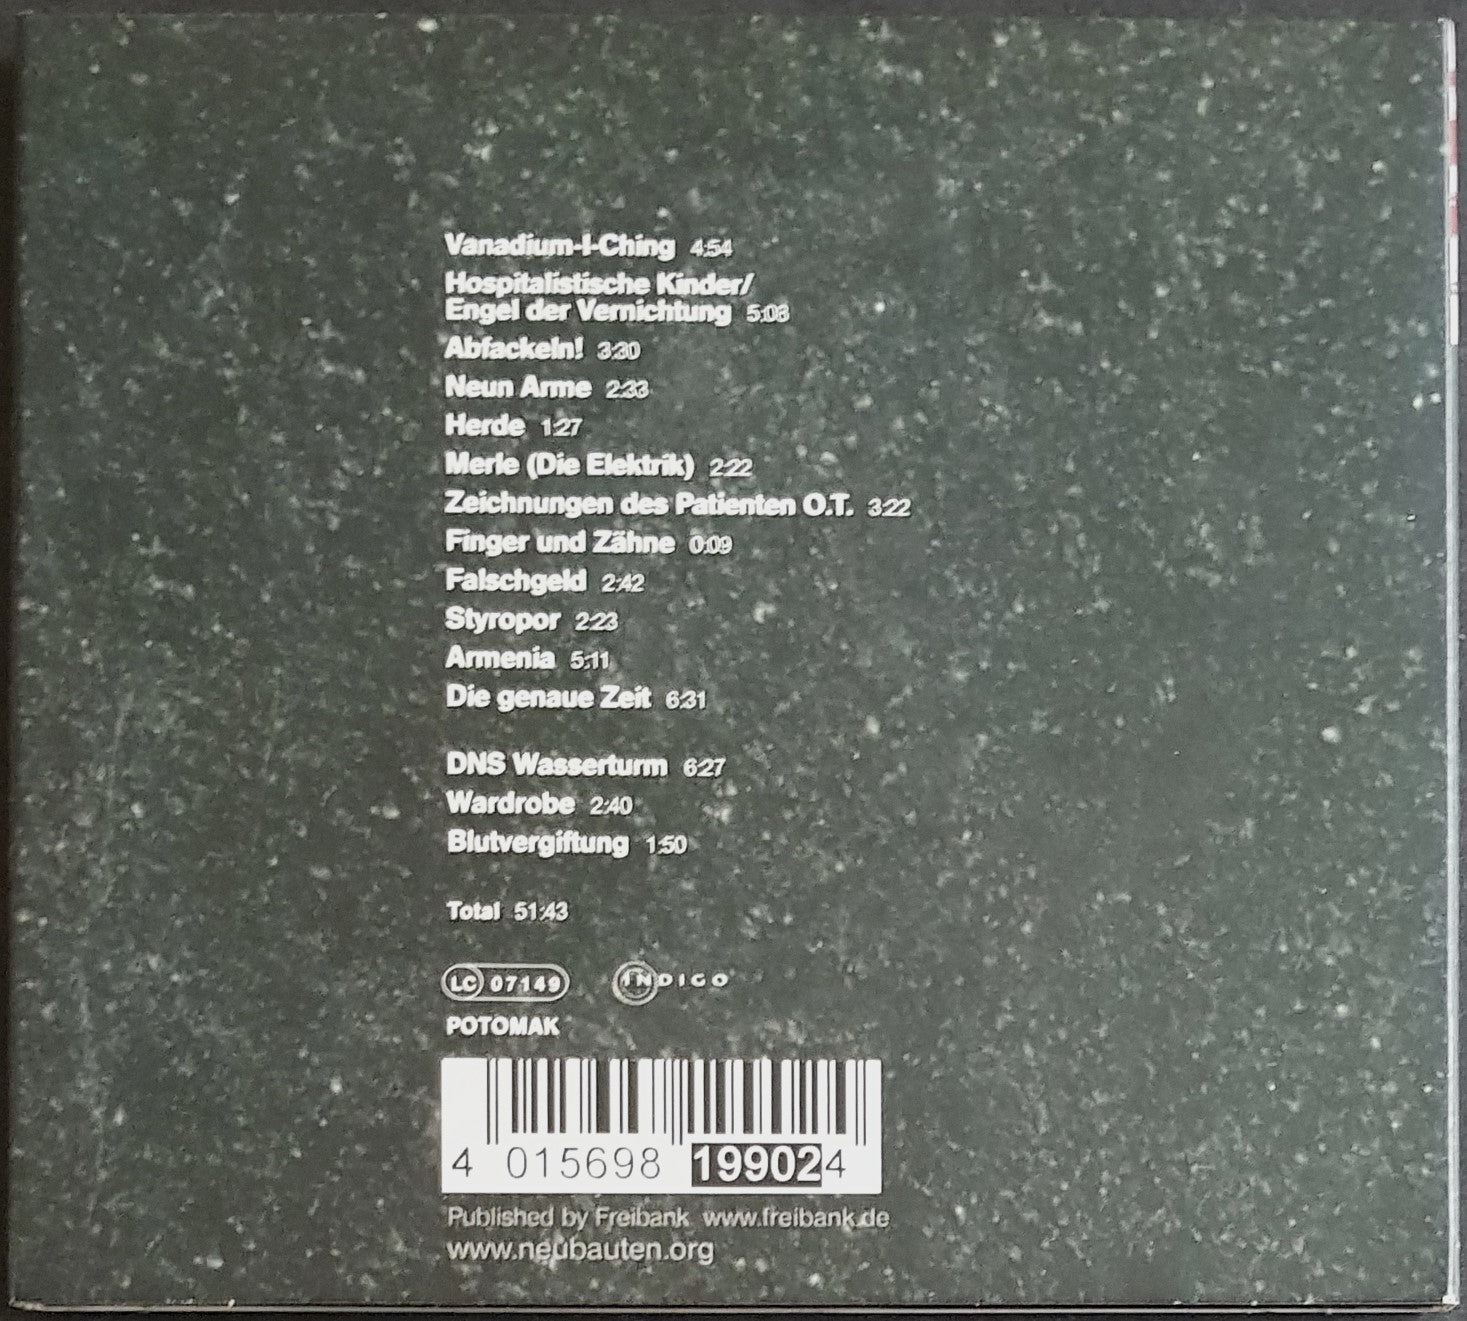 Vanadium-I-Ching 4:54
Hospitalistische Kinder/
Engel der Vernichtung 5:03
Abfackeln! 3:30
Neun Arme 2:33
Herde 1:27
Merle (Die Elektrik) 2:22
Zeichnungen des Patienten O.T. 3:22
Finger und Zähne 0:09
Falschgeld 2:42
Styropor 2:23
Armenia 5:11
Die genaue Zeit 6:31
DNS Wasserturm 6:27
Wardrobe 2:40
Blutvergiftung 1:50
Total 51:43
LC 07149 INDIGO
POTOMAK
4 015698 199024
Published by Freibank www.freibank.de
www.neubauten.org